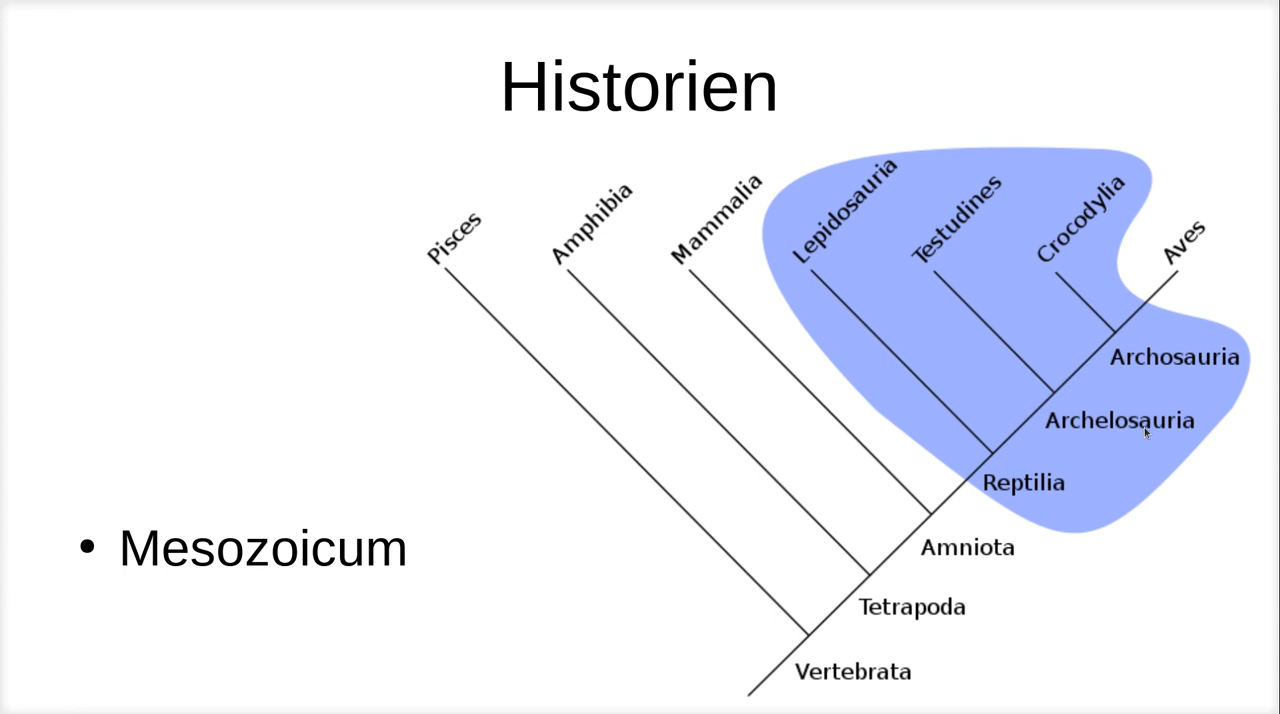 Historien
Pisces
Amphibia
Mammalia
Lepidosauria
Testudines
Crocodylia
Aves
Archosauria
Archelosauria
Reptilia
Amniota
Tetrapoda
Vertebrata
• Mesozoicum